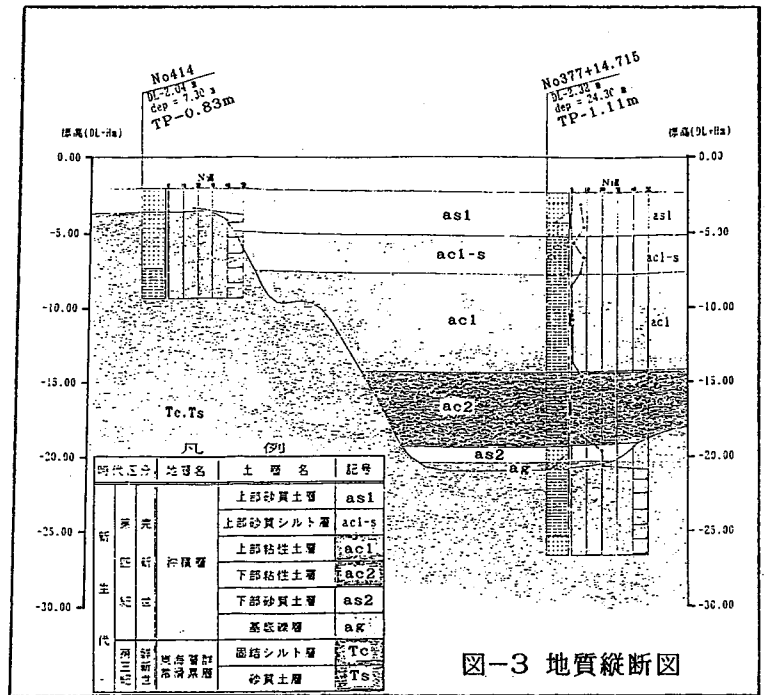 No414
DL-2.04 m
dep = 7.30 m
TP-0.83m
No377+14.715
DL-2.32 m
dep = 24.30 m
TP-1.11m
標高(DL-Hm)
標高(DL+Hm)
0.00
-5.00
-10.00
-15.00
-20.00
-25.00
-30.00
0.00
-5.00
-10.00
-15.00
-20.00
-25.00
-30.00
N値
N値
as1
as1
ac1-s
ac1-s
ac1
ac1
ac2
as2
ag
Tc.Ts
凡例
時代区分 地層名 土層名 記号
新生代
第四紀
完新世
沖積層
上部砂質土層 as1
上部砂質シルト層 ac1-s
上部粘性土層 ac1
下部粘性土層 ac2
下部砂質土層 as2
基底礫層 ag
第三紀
鮮新世
固結シルト層 Tc
砂質土層 Ts
図-3 地質縦断図